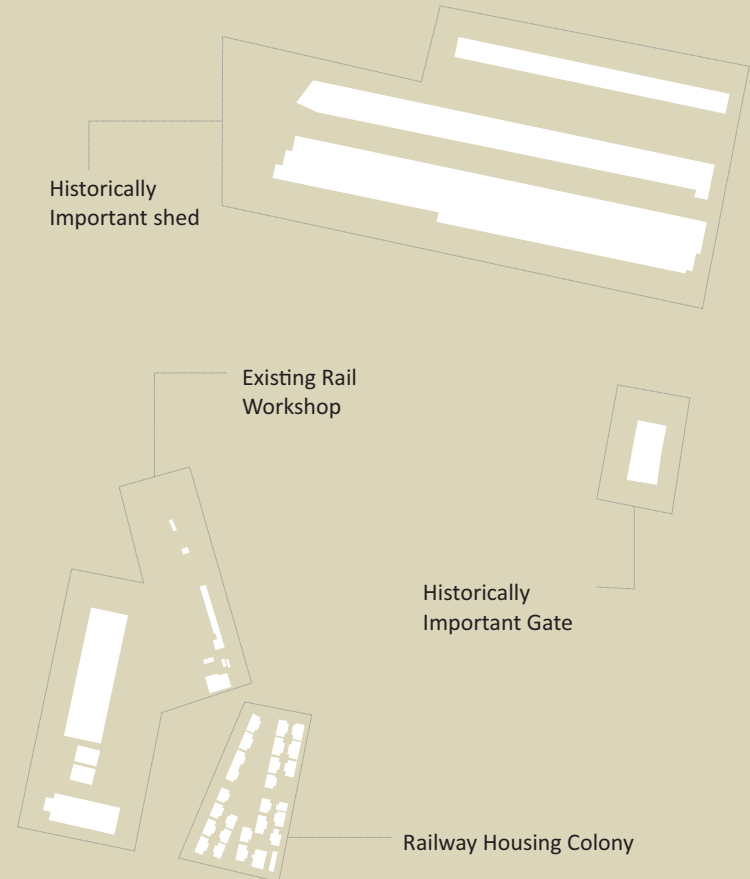 Historically
Important shed
Existing Rail
Workshop
Historically
Important Gate
Railway Housing Colony